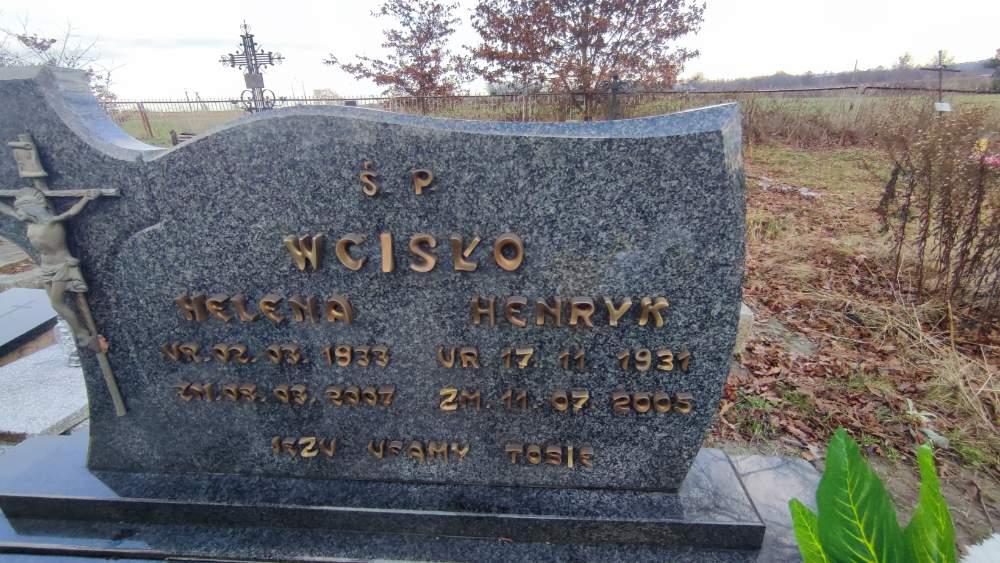 Ś P
WCISŁO
HELENA HENRYK
UR. 02. 03. 1933 UR 17. 11. 1931
ZM. 08. 03. 2007 ZM. 11. 07 2005
JEZU UFAMY TOBIE